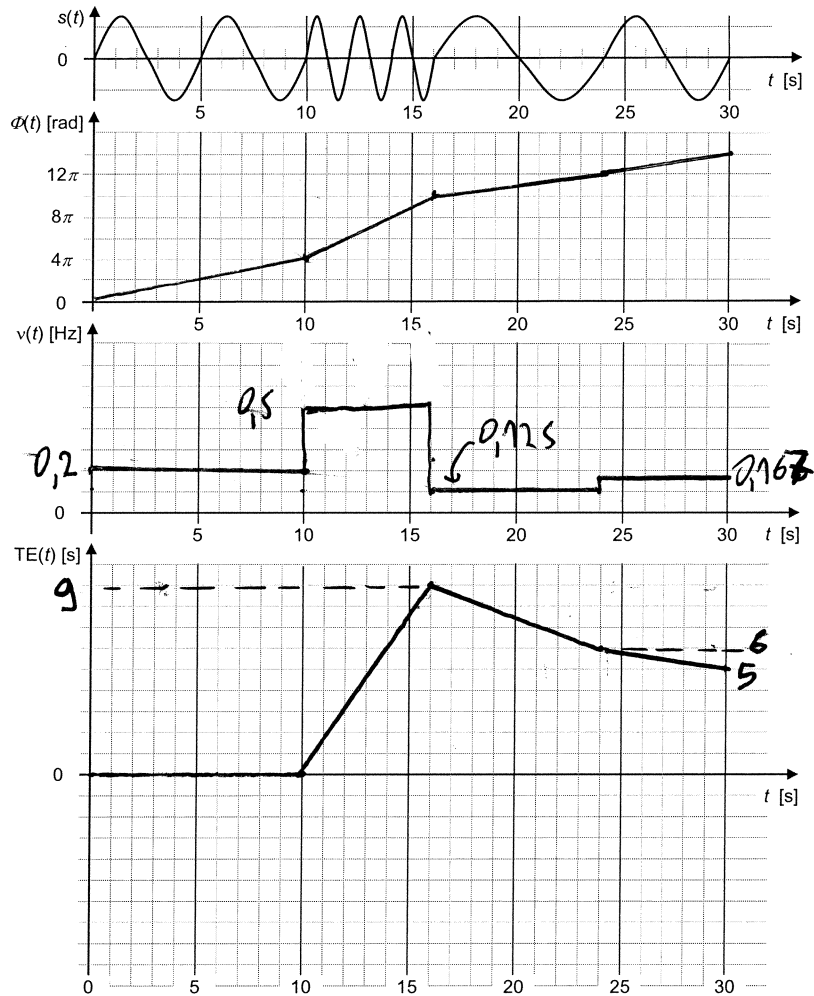 s(t)
0
t [s]
5 10 15 20 25 30
Φ(t) [rad]
12π
8π
4π
0
t [s]
5 10 15 20 25 30
ν(t) [Hz]
0,5
0,125
0,2
0,167
0
t [s]
5 10 15 20 25 30
TE(t) [s]
9
6
5
0
t [s]
0 5 10 15 20 25 30